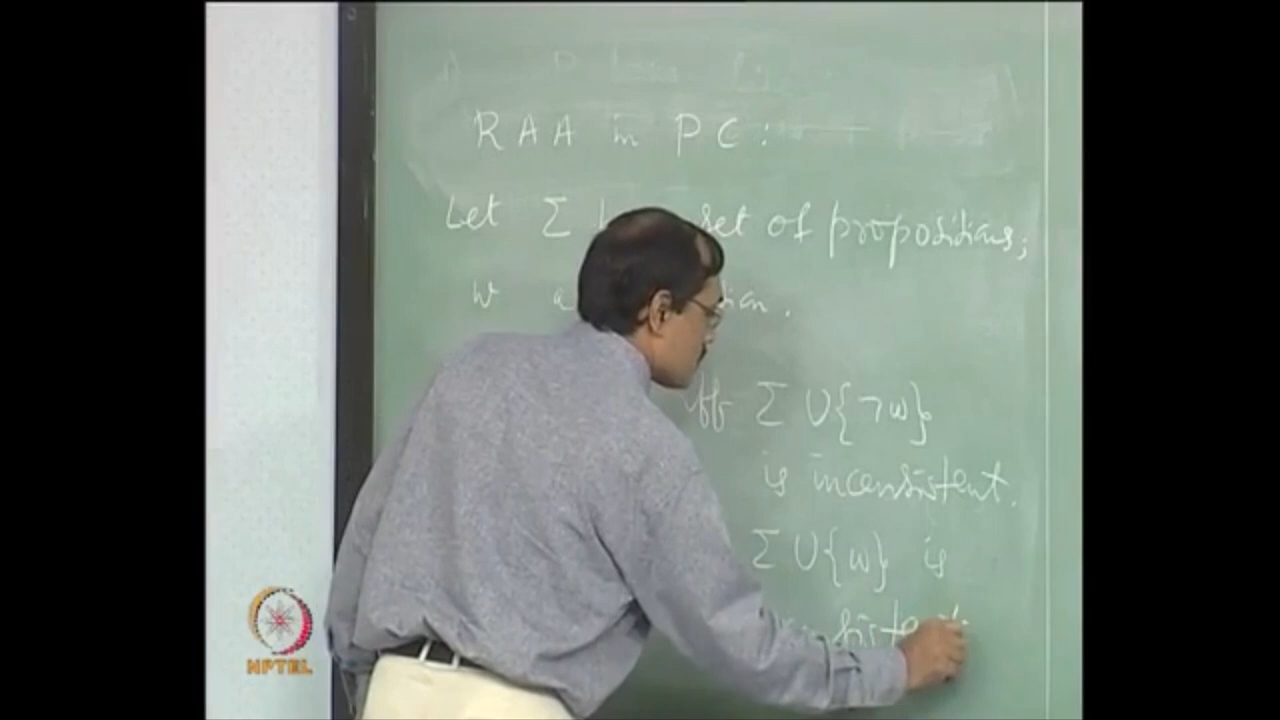 RAA in PC:
Let Σ set of propositions;
w a
iff Σ ∪ {¬w}
is inconsistent.
Σ ∪ {w} is
NPTEL